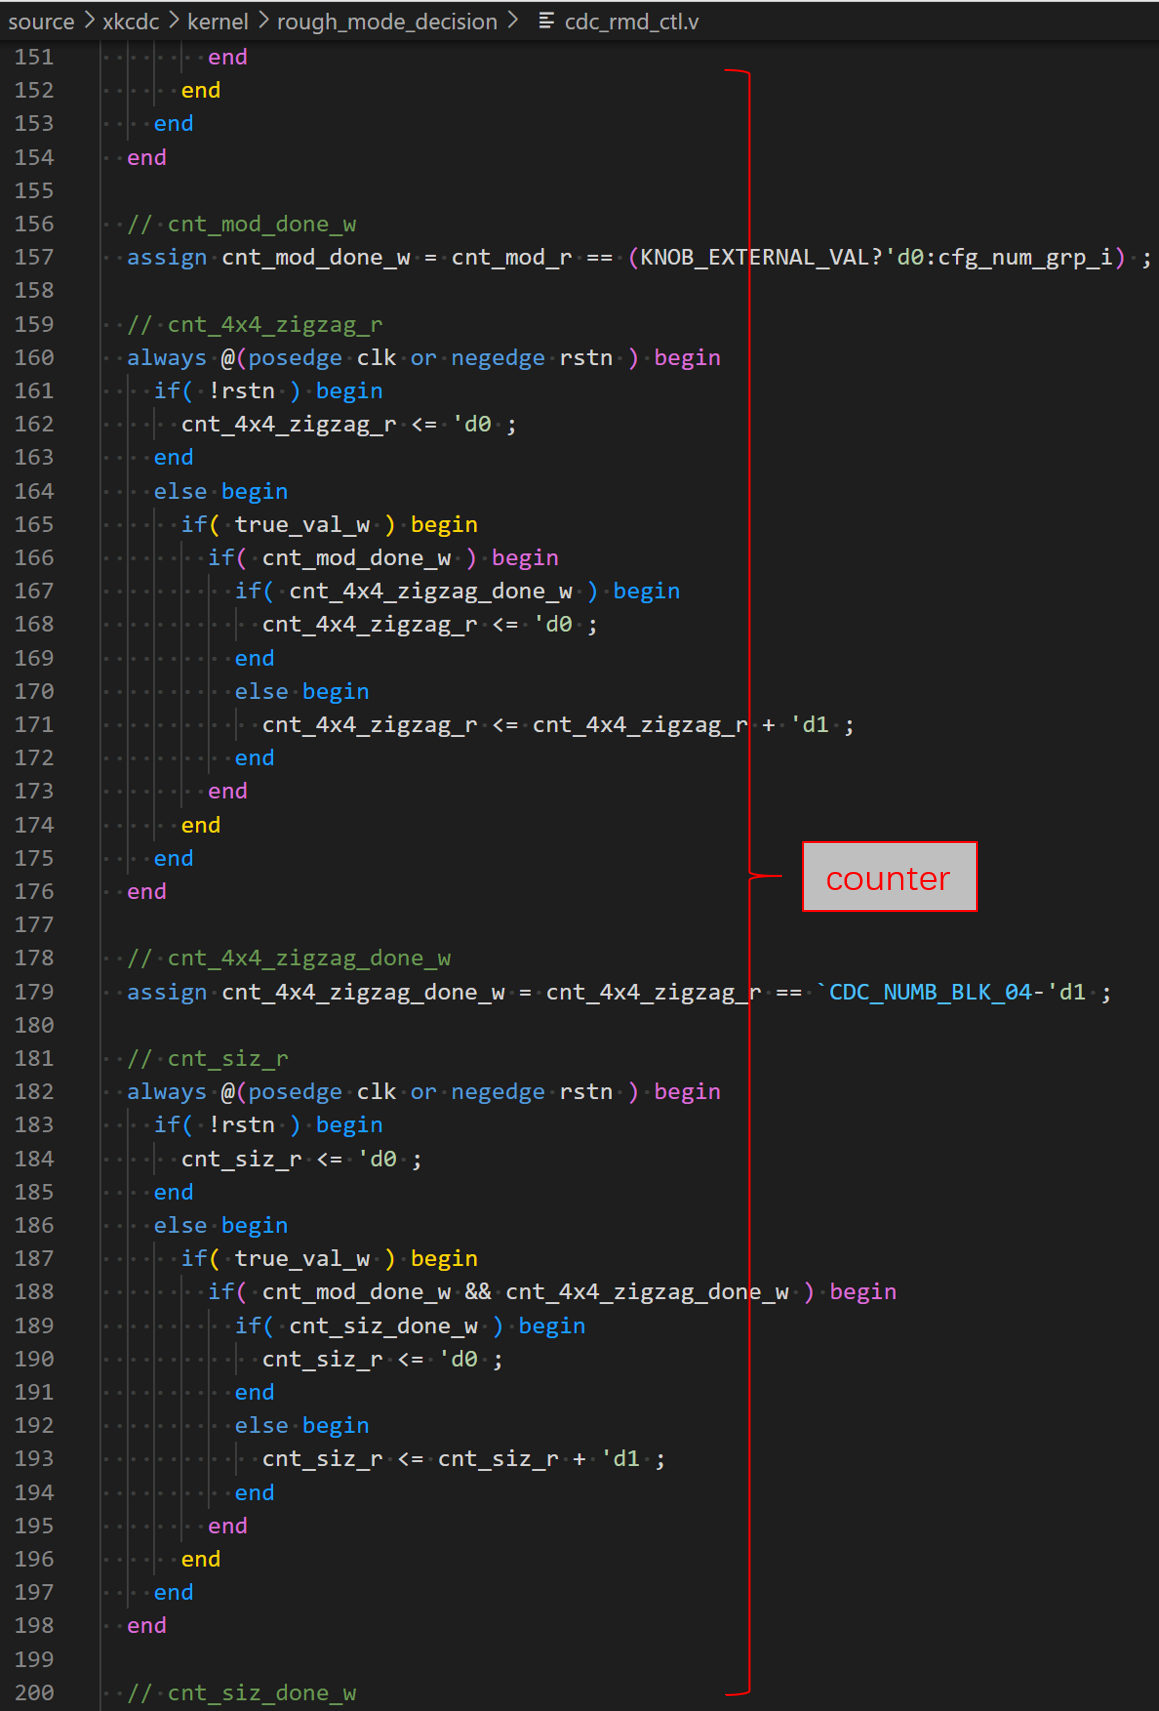 source > xkcdc > kernel > rough_mode_decision > cdc_rmd_ctl.v
151 end
152 end
153 end
154 end
155
156 // cnt_mod_done_w
157 assign cnt_mod_done_w = cnt_mod_r == (KNOB_EXTERNAL_VAL?'d0:cfg_num_grp_i) ;
158
159 // cnt_4x4_zigzag_r
160 always @(posedge clk or negedge rstn ) begin
161 if( !rstn ) begin
162 cnt_4x4_zigzag_r <= 'd0 ;
163 end
164 else begin
165 if( true_val_w ) begin
166 if( cnt_mod_done_w ) begin
167 if( cnt_4x4_zigzag_done_w ) begin
168 cnt_4x4_zigzag_r <= 'd0 ;
169 end
170 else begin
171 cnt_4x4_zigzag_r <= cnt_4x4_zigzag_r + 'd1 ;
172 end
173 end
174 end
175 end
176 end
counter
177
178 // cnt_4x4_zigzag_done_w
179 assign cnt_4x4_zigzag_done_w = cnt_4x4_zigzag_r == `CDC_NUMB_BLK_04-'d1 ;
180
181 // cnt_siz_r
182 always @(posedge clk or negedge rstn ) begin
183 if( !rstn ) begin
184 cnt_siz_r <= 'd0 ;
185 end
186 else begin
187 if( true_val_w ) begin
188 if( cnt_mod_done_w && cnt_4x4_zigzag_done_w ) begin
189 if( cnt_siz_done_w ) begin
190 cnt_siz_r <= 'd0 ;
191 end
192 else begin
193 cnt_siz_r <= cnt_siz_r + 'd1 ;
194 end
195 end
196 end
197 end
198 end
199
200 // cnt_siz_done_w